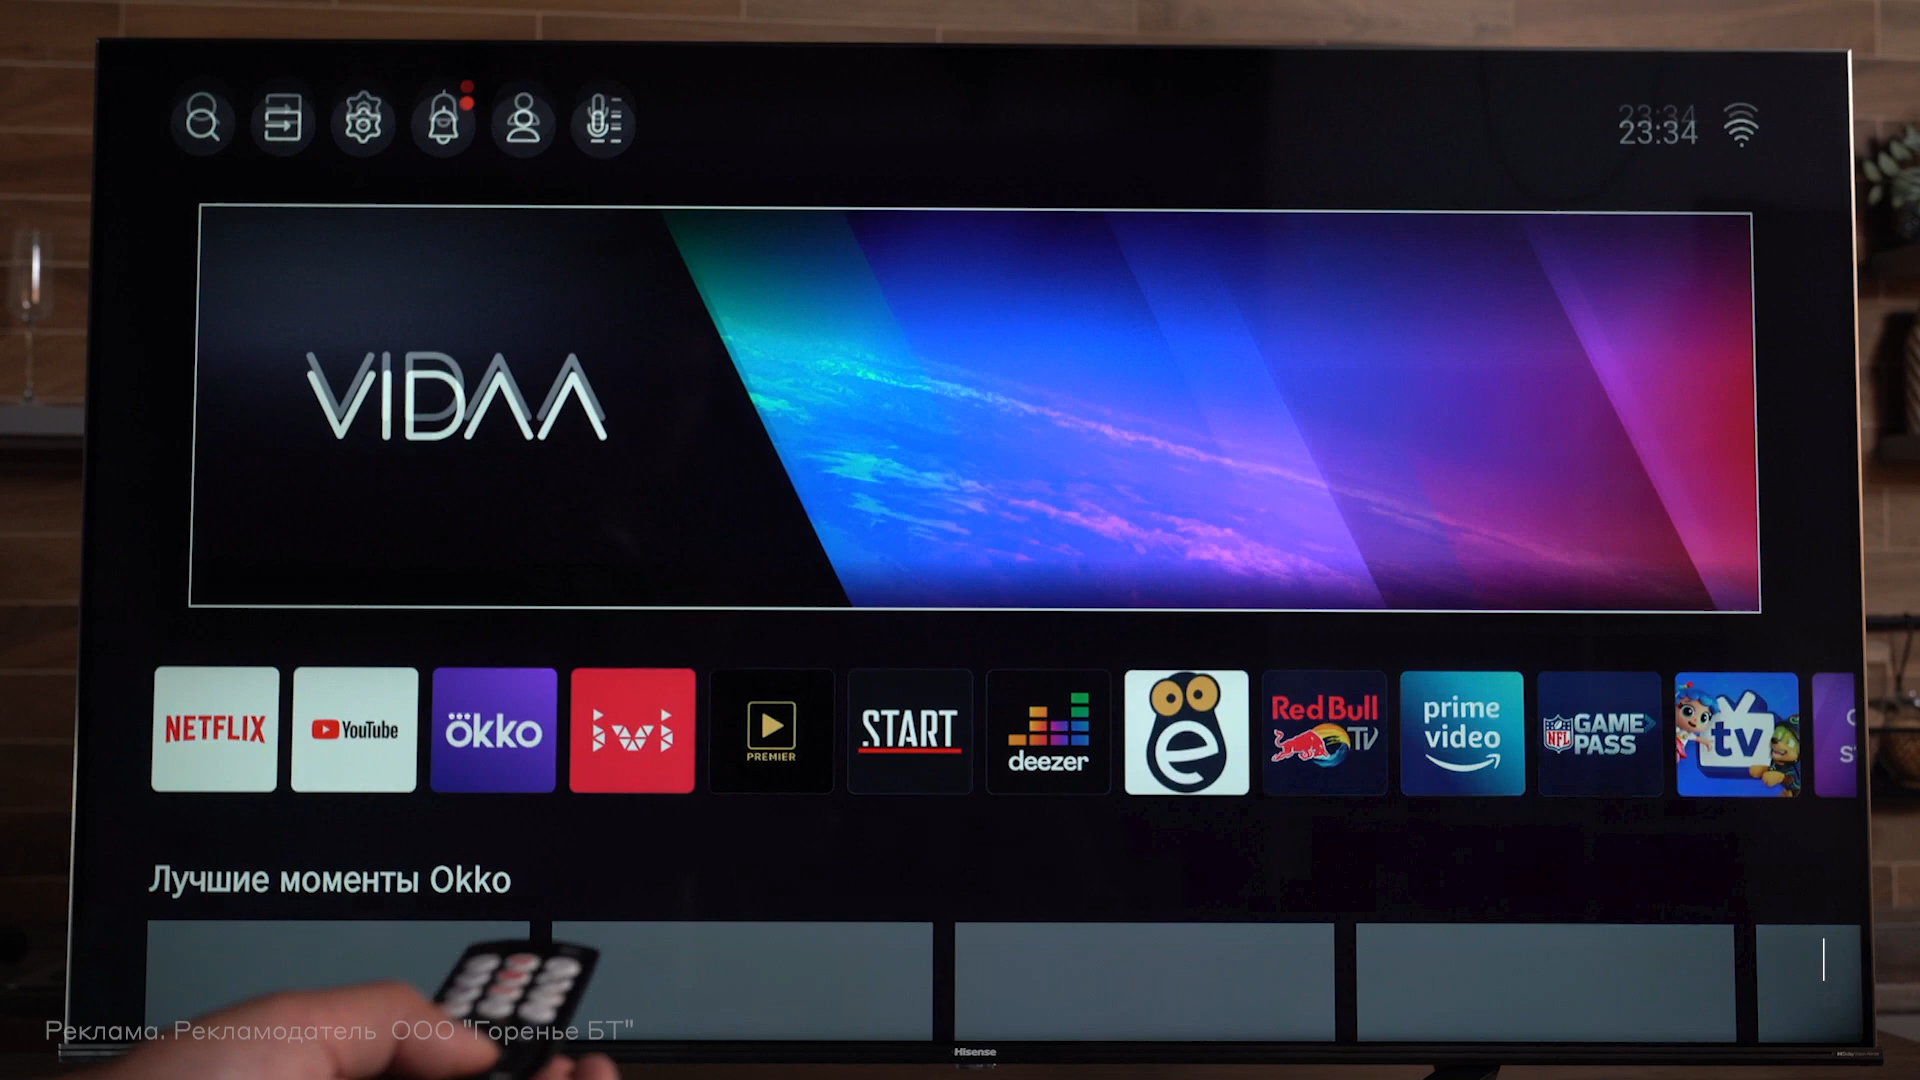 23:34
VIDAA
NETFLIX
YouTube
ökko
PREMIER
START
deezer
e
Red Bull
TV
prime
video
NFL
GAME
PASS
tv
Лучшие моменты Okko
Реклама. Рекламодатель ООО "Горенье БТ"
Hisense